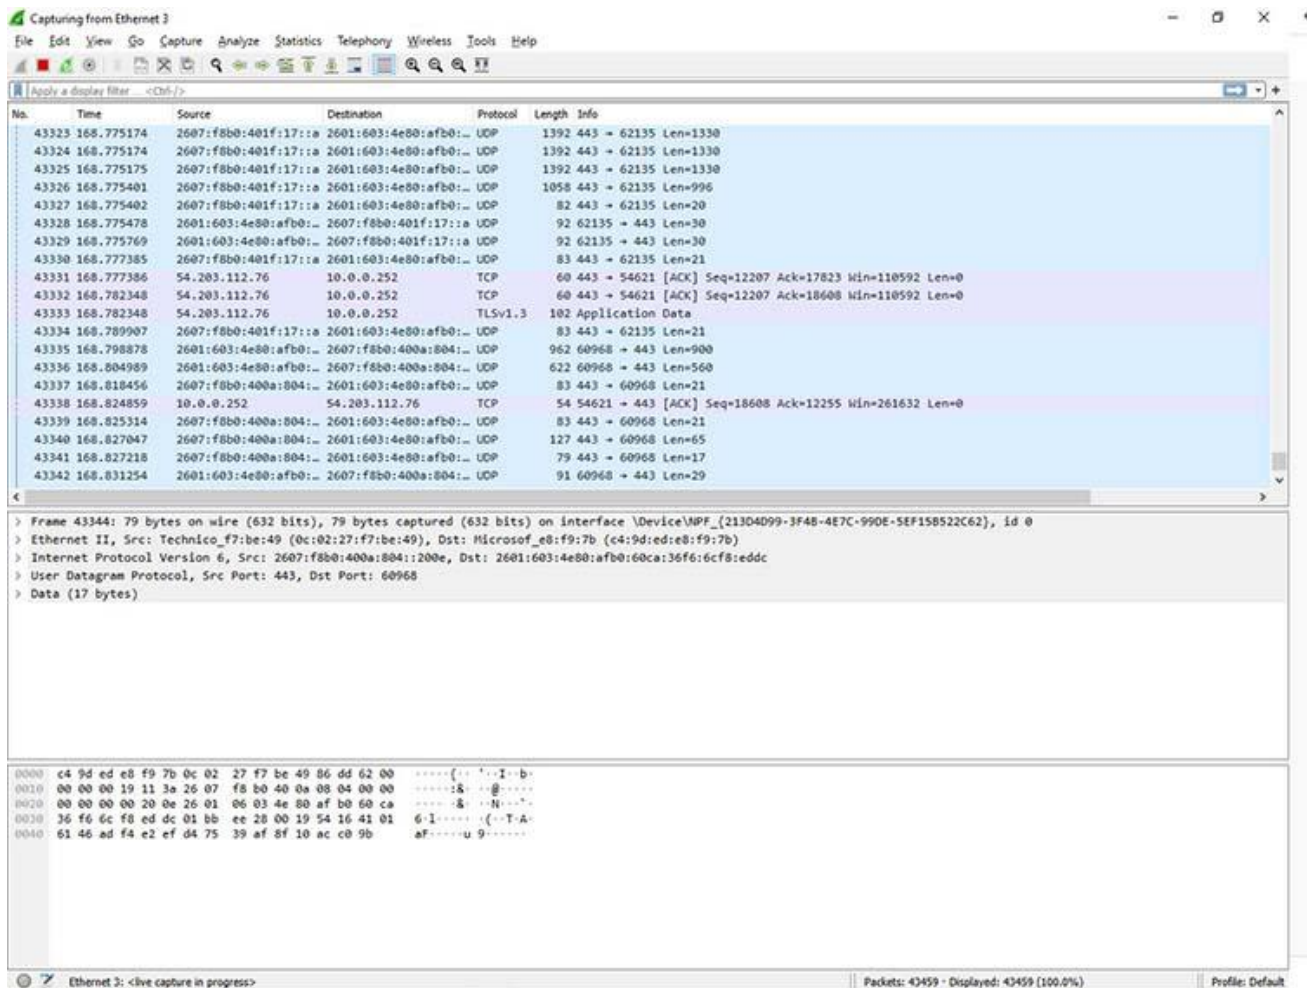 Capturing from Ethernet 3
File Edit View Go Capture Analyze Statistics Telephony Wireless Tools Help
Apply a display filter ... <Ctrl-/>
No. Time Source Destination Protocol Length Info
43323 168.775174 2607:f8b0:401f:17::a 2601:603:4e80:afb0:… UDP 1392 443 → 62135 Len=1330
43324 168.775174 2607:f8b0:401f:17::a 2601:603:4e80:afb0:… UDP 1392 443 → 62135 Len=1330
43325 168.775175 2607:f8b0:401f:17::a 2601:603:4e80:afb0:… UDP 1392 443 → 62135 Len=1330
43326 168.775401 2607:f8b0:401f:17::a 2601:603:4e80:afb0:… UDP 1058 443 → 62135 Len=996
43327 168.775402 2607:f8b0:401f:17::a 2601:603:4e80:afb0:… UDP 82 443 → 62135 Len=20
43328 168.775478 2601:603:4e80:afb0:… 2607:f8b0:401f:17::a UDP 92 62135 → 443 Len=30
43329 168.775769 2601:603:4e80:afb0:… 2607:f8b0:401f:17::a UDP 92 62135 → 443 Len=30
43330 168.777385 2607:f8b0:401f:17::a 2601:603:4e80:afb0:… UDP 83 443 → 62135 Len=21
43331 168.777386 54.203.112.76 10.0.0.252 TCP 60 443 → 54621 [ACK] Seq=12207 Ack=17823 Win=110592 Len=0
43332 168.782348 54.203.112.76 10.0.0.252 TCP 60 443 → 54621 [ACK] Seq=12207 Ack=18608 Win=110592 Len=0
43333 168.782348 54.203.112.76 10.0.0.252 TLSv1.3 102 Application Data
43334 168.789907 2607:f8b0:401f:17::a 2601:603:4e80:afb0:… UDP 83 443 → 62135 Len=21
43335 168.798878 2601:603:4e80:afb0:… 2607:f8b0:400a:804:… UDP 962 60968 → 443 Len=900
43336 168.804989 2601:603:4e80:afb0:… 2607:f8b0:400a:804:… UDP 622 60968 → 443 Len=560
43337 168.818456 2607:f8b0:400a:804:… 2601:603:4e80:afb0:… UDP 83 443 → 60968 Len=21
43338 168.824859 10.0.0.252 54.203.112.76 TCP 54 54621 → 443 [ACK] Seq=18608 Ack=12255 Win=261632 Len=0
43339 168.825314 2607:f8b0:400a:804:… 2601:603:4e80:afb0:… UDP 83 443 → 60968 Len=21
43340 168.827047 2607:f8b0:400a:804:… 2601:603:4e80:afb0:… UDP 127 443 → 60968 Len=65
43341 168.827218 2607:f8b0:400a:804:… 2601:603:4e80:afb0:… UDP 79 443 → 60968 Len=17
43342 168.831254 2601:603:4e80:afb0:… 2607:f8b0:400a:804:… UDP 91 60968 → 443 Len=29
Frame 43344: 79 bytes on wire (632 bits), 79 bytes captured (632 bits) on interface \Device\NPF_{213D4D99-3F4B-4E7C-99DE-5EF15B522C62}, id 0
Ethernet II, Src: Technico_f7:be:49 (0c:02:27:f7:be:49), Dst: Microsof_e8:f9:7b (c4:9d:ed:e8:f9:7b)
Internet Protocol Version 6, Src: 2607:f8b0:400a:804::200e, Dst: 2601:603:4e80:afb0:60ca:36f6:6cf8:eddc
User Datagram Protocol, Src Port: 443, Dst Port: 60968
Data (17 bytes)
0000 c4 9d ed e8 f9 7b 0c 02 27 f7 be 49 86 dd 62 00 ·····{·· '··I··b·
0010 00 00 00 19 11 3a 26 07 f8 b0 40 0a 08 04 00 00 ·····:&· ··@·····
0020 00 00 00 00 20 0e 26 01 06 03 4e 80 af b0 60 ca ···· ·&· ··N···`·
0030 36 f6 6c f8 ed dc 01 bb ee 28 00 19 54 16 41 01 6·l····· ·(··T·A·
0040 61 46 ad f4 e2 ef d4 75 39 af 8f 10 ac c0 9b aF·····u 9······
Ethernet 3: <live capture in progress> Packets: 43459 · Displayed: 43459 (100.0%) Profile: Default